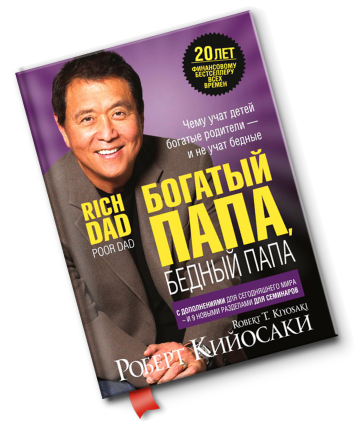 20 ЛЕТ
ФИНАНСОВОМУ
БЕСТСЕЛЛЕРУ
ВСЕХ
ВРЕМЕН
Чему учат детей
богатые родители —
и не учат бедные
RICH
DAD
POOR DAD
БОГАТЫЙ
ПАПА,
БЕДНЫЙ ПАПА
С ДОПОЛНЕНИЯМИ ДЛЯ СЕГОДНЯШНЕГО МИРА
– И 9 НОВЫМИ РАЗДЕЛАМИ ДЛЯ СЕМИНАРОВ
ROBERT T. KIYOSAKI
РОБЕРТ КИЙОСАКИ